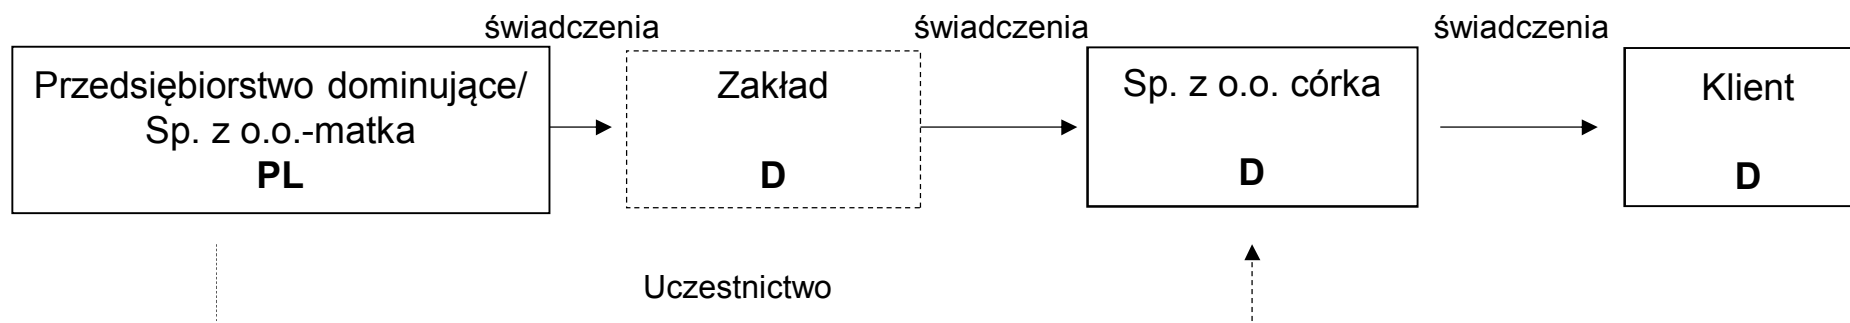 świadczenia świadczenia świadczenia
Przedsiębiorstwo dominujące/
Sp. z o.o.-matka
PL
Zakład
D
Sp. z o.o. córka
D
Klient
D
Uczestnictwo